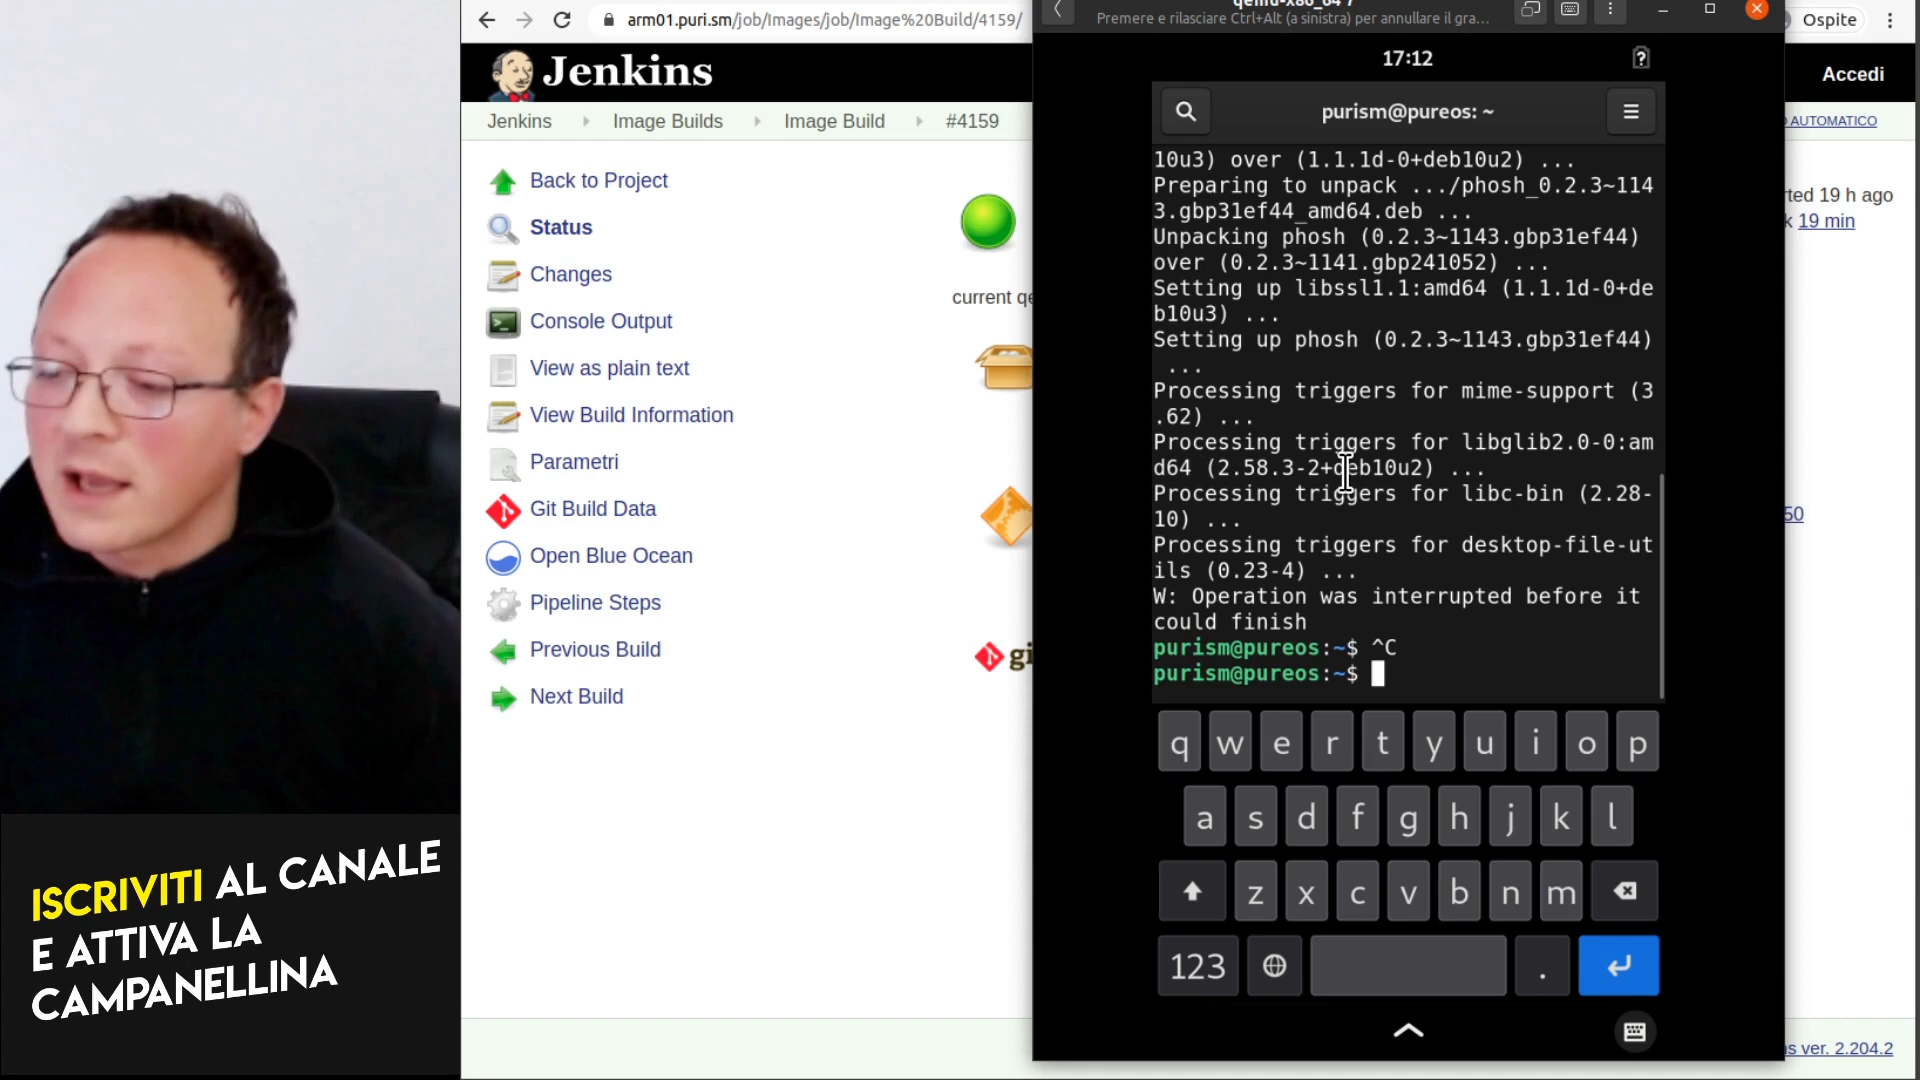 arm01.puri.sm/job/Images/job/Image%20Build/4159/
Ospite
Jenkins
Accedi
Jenkins
Image Builds
Image Build
#4159
AUTOMATICO
Back to Project
Status
Changes
Console Output
View as plain text
View Build Information
Parametri
Git Build Data
Open Blue Ocean
Pipeline Steps
Previous Build
Next Build
current qe
gi
rted 19 h ago
k 19 min
50
ns ver. 2.204.2
qemu-x86_64 7
Premere e rilasciare Ctrl+Alt (a sinistra) per annullare il gra...
17:12
purism@pureos: ~
10u3) over (1.1.1d-0+deb10u2) ...
Preparing to unpack .../phosh_0.2.3~114
3.gbp31ef44_amd64.deb ...
Unpacking phosh (0.2.3~1143.gbp31ef44)
over (0.2.3~1141.gbp241052) ...
Setting up libssl1.1:amd64 (1.1.1d-0+de
b10u3) ...
Setting up phosh (0.2.3~1143.gbp31ef44)
...
Processing triggers for mime-support (3
.62) ...
Processing triggers for libglib2.0-0:am
d64 (2.58.3-2+deb10u2) ...
Processing triggers for libc-bin (2.28-
10) ...
Processing triggers for desktop-file-ut
ils (0.23-4) ...
W: Operation was interrupted before it
could finish
purism@pureos:~$ ^C
purism@pureos:~$
q w e r t y u i o p
a s d f g h j k l
z x c v b n m
123 .
ISCRIVITI AL CANALE
E ATTIVA LA
CAMPANELLINA